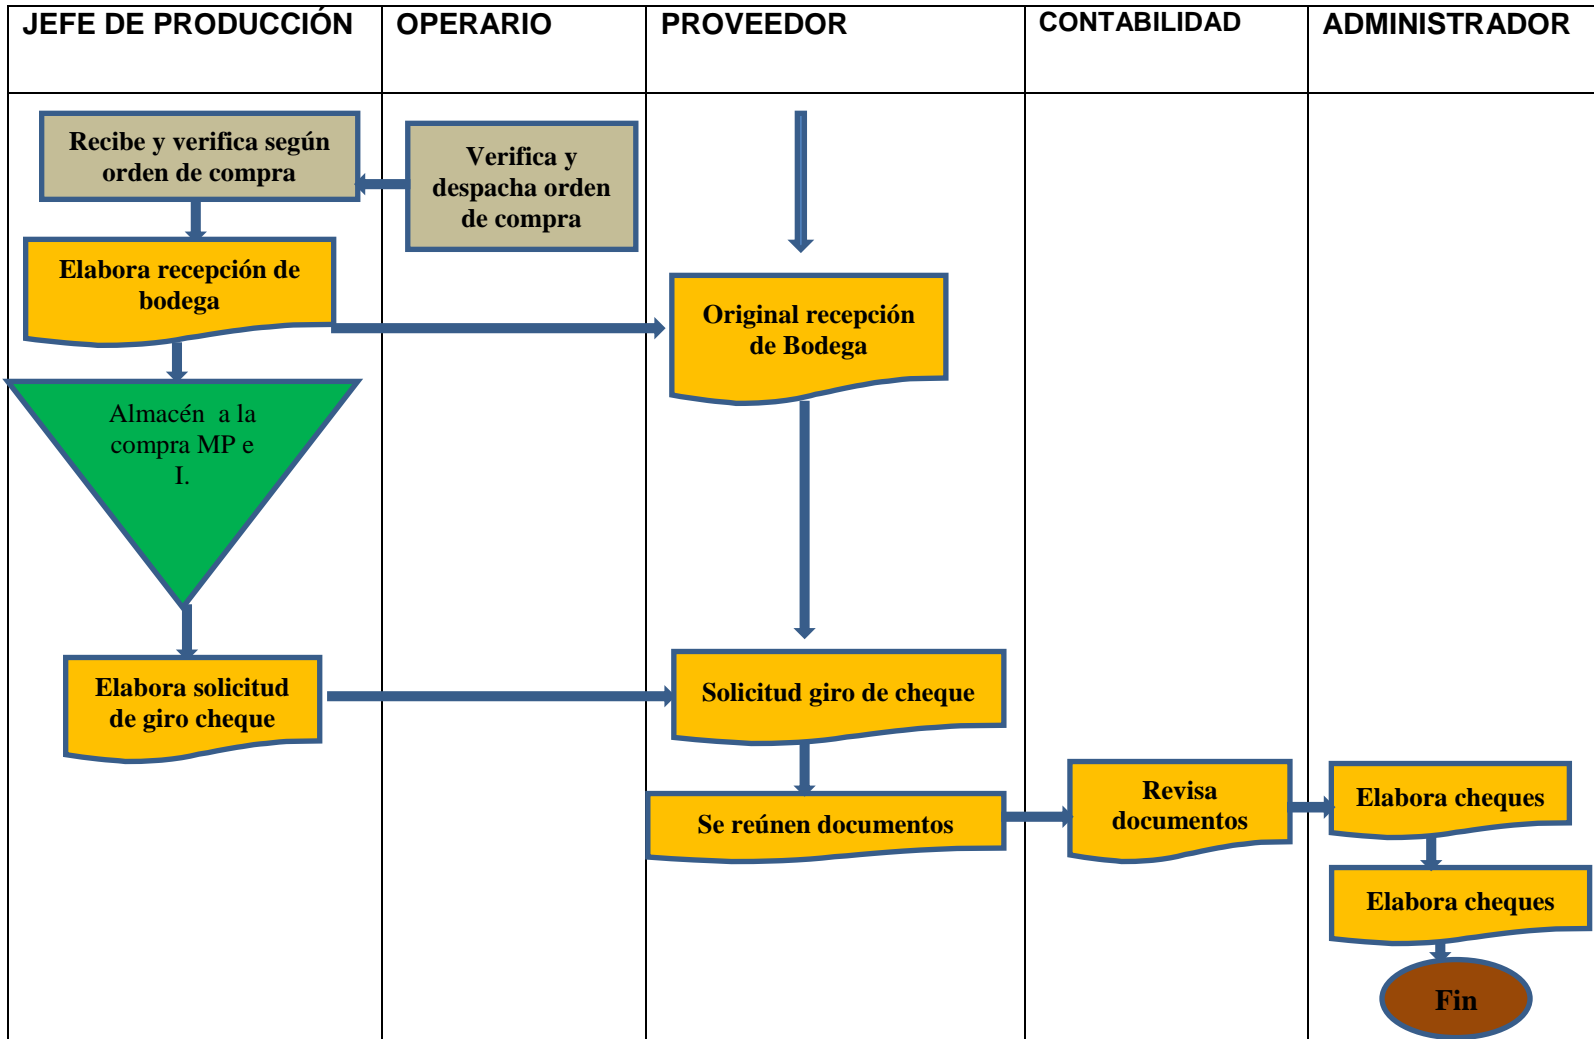 JEFE DE PRODUCCIÓN
OPERARIO
PROVEEDOR
CONTABILIDAD
ADMINISTRADOR
Recibe y verifica según
orden de compra
Verifica y
despacha orden
de compra
Elabora recepción de
bodega
Original recepción
de Bodega
Almacén a la
compra MP e
I.
Elabora solicitud
de giro cheque
Solicitud giro de cheque
Se reúnen documentos
Revisa
documentos
Elabora cheques
Elabora cheques
Fin